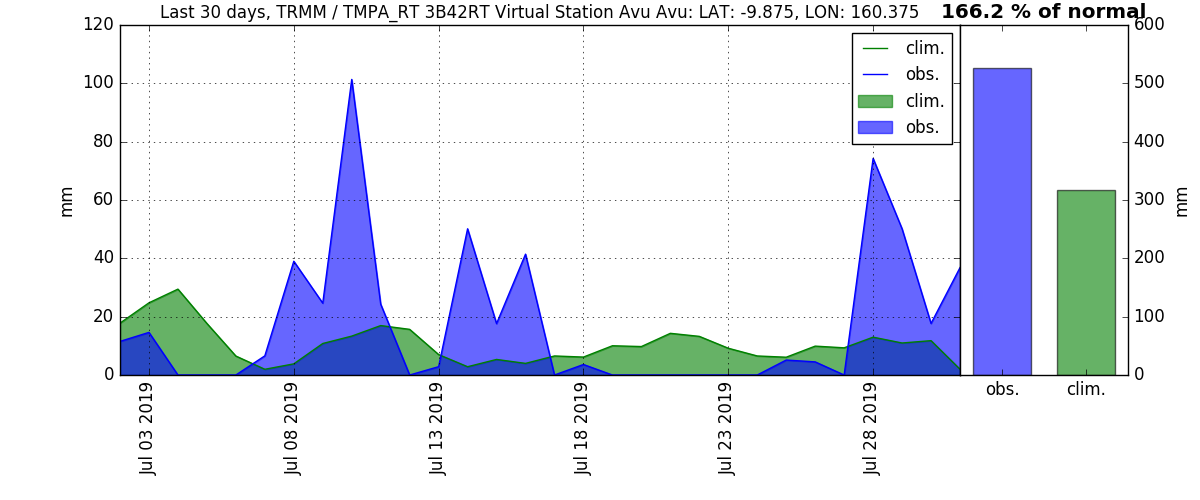 Last 30 days, TRMM / TMPA_RT 3B42RT Virtual Station Avu Avu: LAT: -9.875, LON: 160.375
166.2 % of normal
120
100
80
60
40
20
0
mm
clim.
obs.
clim.
obs.
600
500
400
300
200
100
0
mm
Jul 03 2019
Jul 08 2019
Jul 13 2019
Jul 18 2019
Jul 23 2019
Jul 28 2019
obs.
clim.